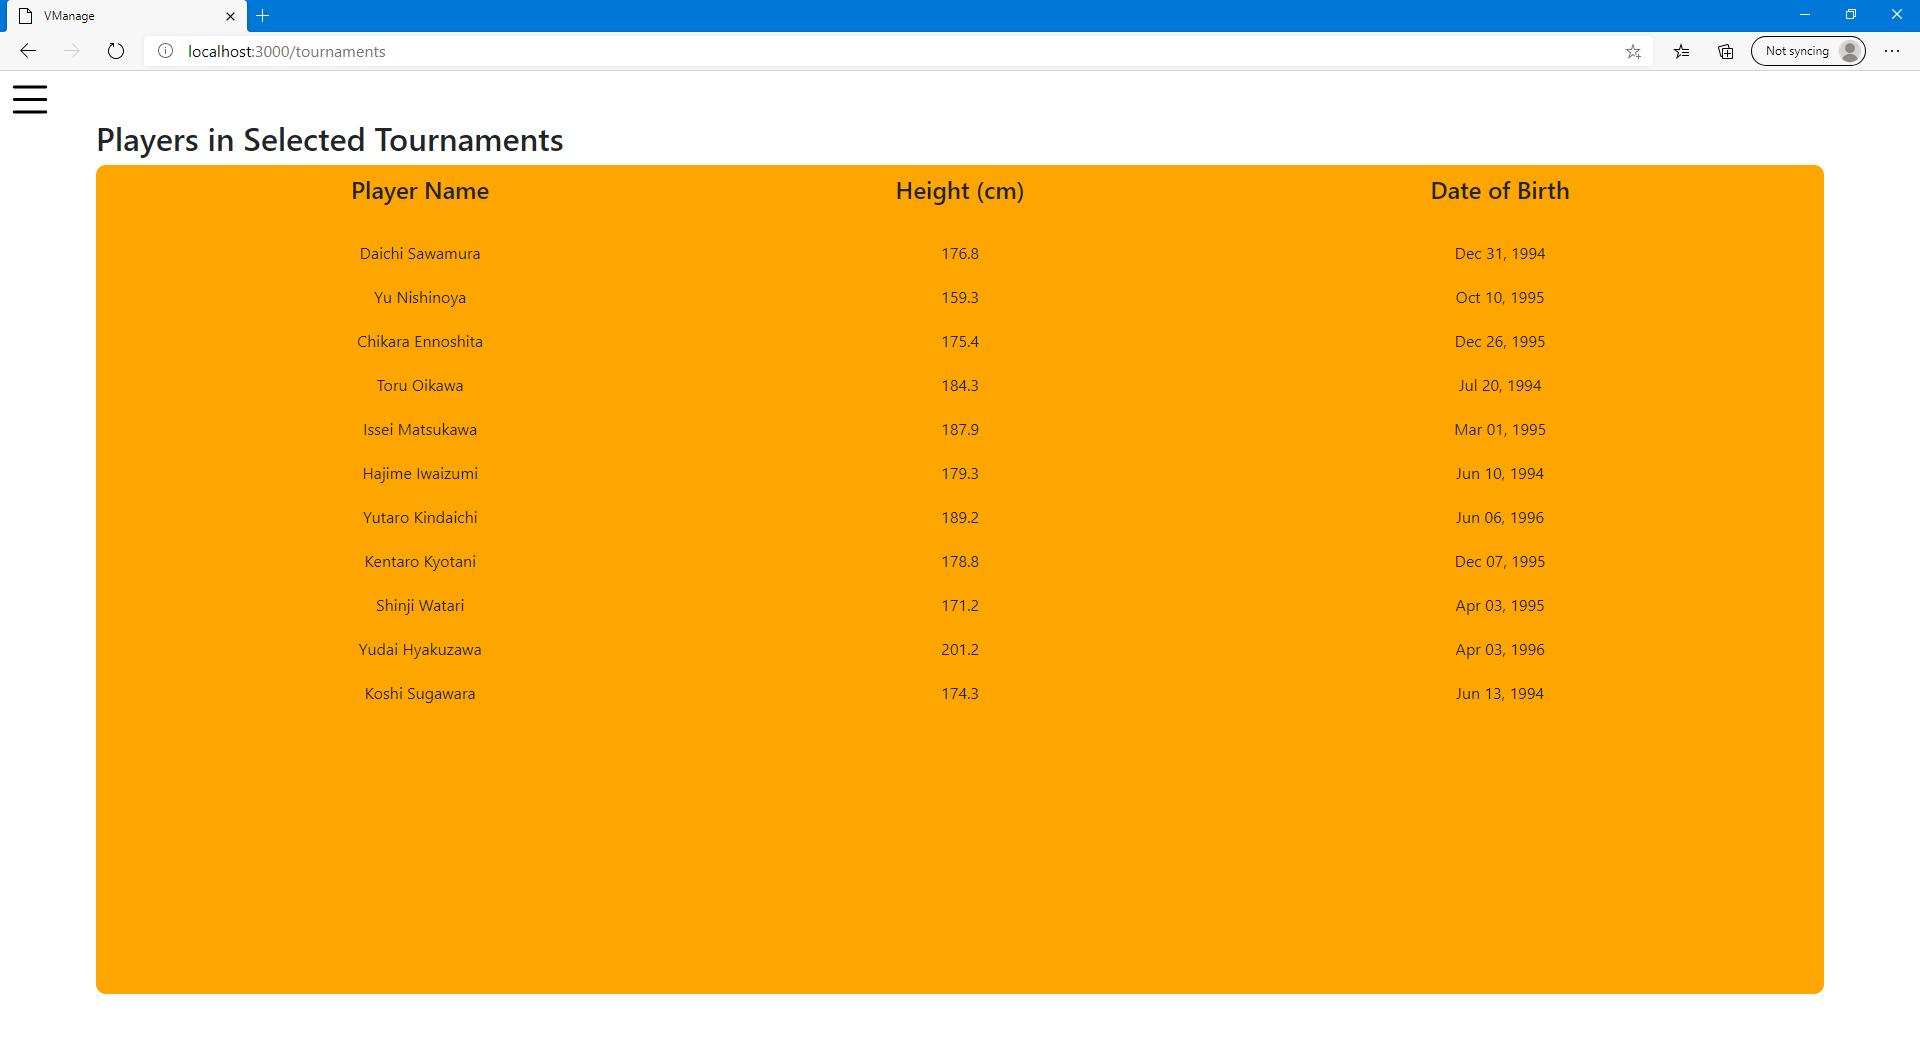 VManage
localhost:3000/tournaments
Not syncing
Players in Selected Tournaments
Player Name Height (cm) Date of Birth
Daichi Sawamura 176.8 Dec 31, 1994
Yu Nishinoya 159.3 Oct 10, 1995
Chikara Ennoshita 175.4 Dec 26, 1995
Toru Oikawa 184.3 Jul 20, 1994
Issei Matsukawa 187.9 Mar 01, 1995
Hajime Iwaizumi 179.3 Jun 10, 1994
Yutaro Kindaichi 189.2 Jun 06, 1996
Kentaro Kyotani 178.8 Dec 07, 1995
Shinji Watari 171.2 Apr 03, 1995
Yudai Hyakuzawa 201.2 Apr 03, 1996
Koshi Sugawara 174.3 Jun 13, 1994